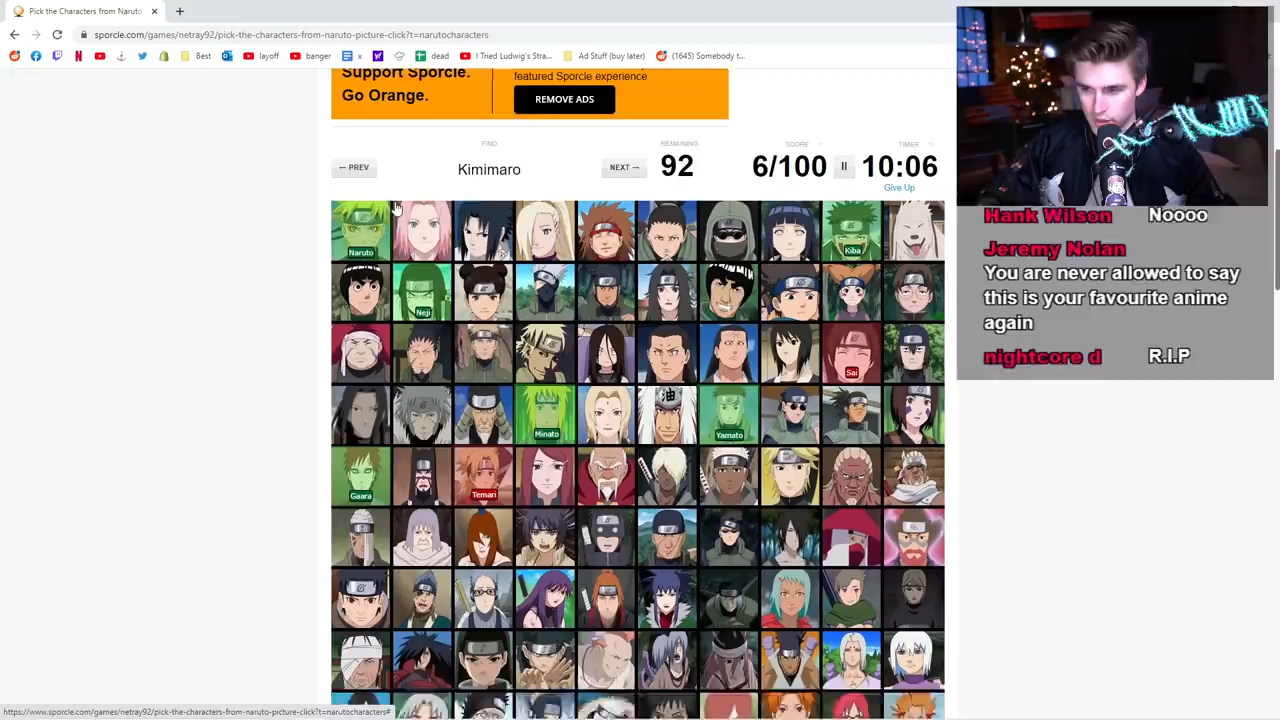 Pick the Characters from Naruto
sporcle.com/games/netray92/pick-the-characters-from-naruto-picture-click?t=narutocharacters
Best
layoff
banger
x
dead
I Tried Ludwig's Stra...
Ad Stuff (buy later)
(1645) Somebody t...
Support Sporcle.
Go Orange.
featured Sporcle experience
REMOVE ADS
FIND
REMAINING
SCORE
TIMER
← PREV
Kimimaro
NEXT →
92
6/100
10:06
Give Up
Naruto
Kiba
Neji
Sai
Minato
Yamato
Gaara
Temari
Hank Wilson Noooo
Jeremy Nolan
You are never allowed to say
this is your favourite anime
again
nightcore d R.I.P
https://www.sporcle.com/games/netray92/pick-the-characters-from-naruto-picture-click?t=narutocharacters#